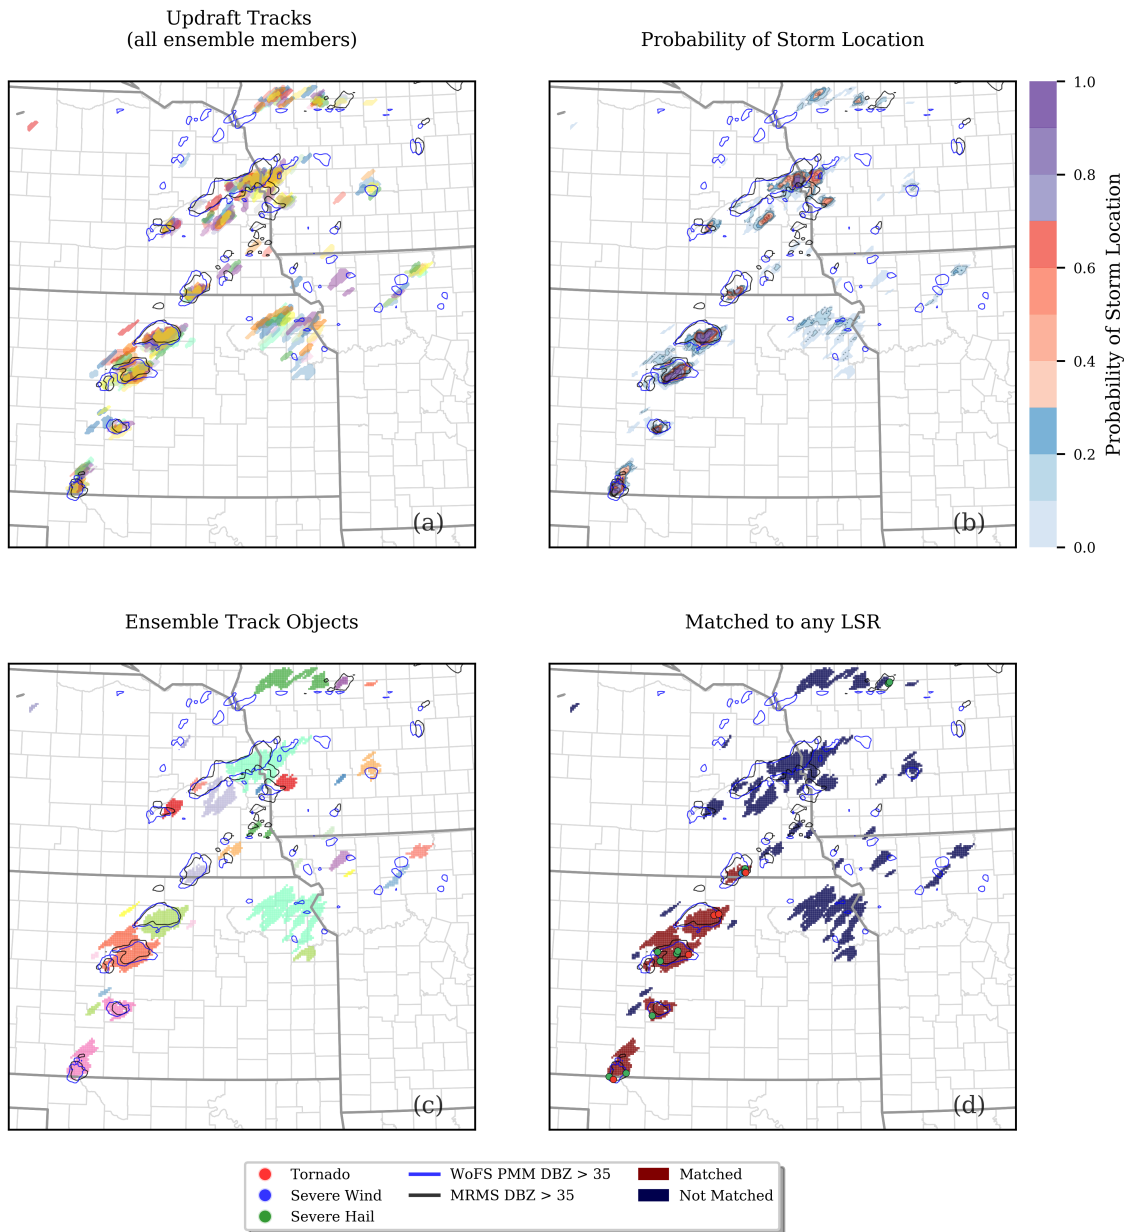 Updraft Tracks
(all ensemble members)
Probability of Storm Location
(a)
(b)
1.0
0.8
0.6
0.4
0.2
0.0
Probability of Storm Location
Ensemble Track Objects
Matched to any LSR
(c)
(d)
Tornado
Severe Wind
Severe Hail
WoFS PMM DBZ > 35
MRMS DBZ > 35
Matched
Not Matched